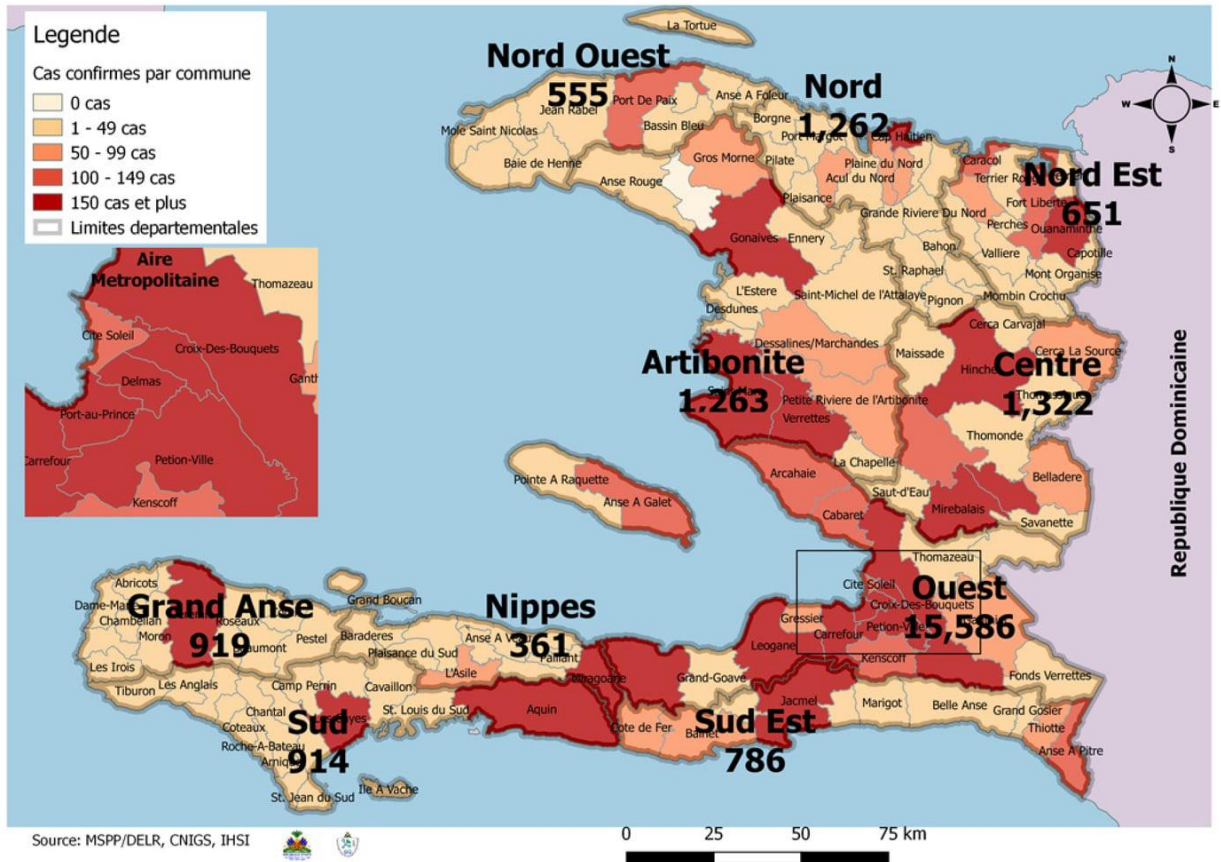 Legende
Cas confirmes par commune
0 cas
1 - 49 cas
50 - 99 cas
100 - 149 cas
150 cas et plus
Limites departementales
Aire
Metropolitaine
Thomazeau
Cite Soleil
Croix-Des-Bouquets
Delmas
Ganth
Port-au-Prince
Carrefour
Petion-Ville
Kenscoff
La Tortue
Nord Ouest
555
Jean Rabel
Port De Paix
Anse A Foleur
Mole Saint Nicolas
Bassin Bleu
Baie de Henne
Nord
1,262
Borgne
Port Margot
Cap Haitien
Pilate
Plaine du Nord
Acul du Nord
Plaisance
Grande Riviere Du Nord
Bahon
St. Raphael
Pignon
N
W
E
S
Nord Est
651
Caracol
Terrier Rouge
Fort Liberte
Perches
Ouanaminthe
Valliere
Capotille
Mont Organise
Mombin Crochu
Anse Rouge
Gros Morne
Gonaives
Ennery
L'Estere
Saint-Michel de l'Attalaye
Desdunes
Dessalines/Marchandes
Artibonite
1,263
Petite Riviere de l'Artibonite
Verrettes
La Chapelle
Cerca Carvajal
Maissade
Cerca La Source
Centre
1,322
Hinche
Thomonde
Belladere
Saut-d'Eau
Mirebalais
Savanette
Republique Dominicaine
Pointe A Raquette
Anse A Galet
Arcahaie
Cabaret
Thomazeau
Cite Soleil
Ouest
15,586
Croix-Des-Bouquets
Gressier
Carrefour
Petion-Ville
Leogane
Kenscoff
Grand-Goave
Fonds Verrettes
Abricots
Grand Anse
919
Chambellan
Roseaux
Moron
Pestel
Les Irois
Grand Boucan
Nippes
361
Baraderes
Plaisance du Sud
Paillant
L'Asile
Miragoane
Tiburon
Les Anglais
Camp Perrin
Cavaillon
St. Louis du Sud
Aquin
Chantal
Sud
914
Coteaux
Roche-A-Bateau
St. Jean du Sud
Ile A Vache
Cote de Fer
Bainet
Sud Est
786
Jacmel
Marigot
Belle Anse
Grand Gosier
Thiotte
Anse A Pitre
Source: MSPP/DELR, CNIGS, IHSI
0 25 50 75 km